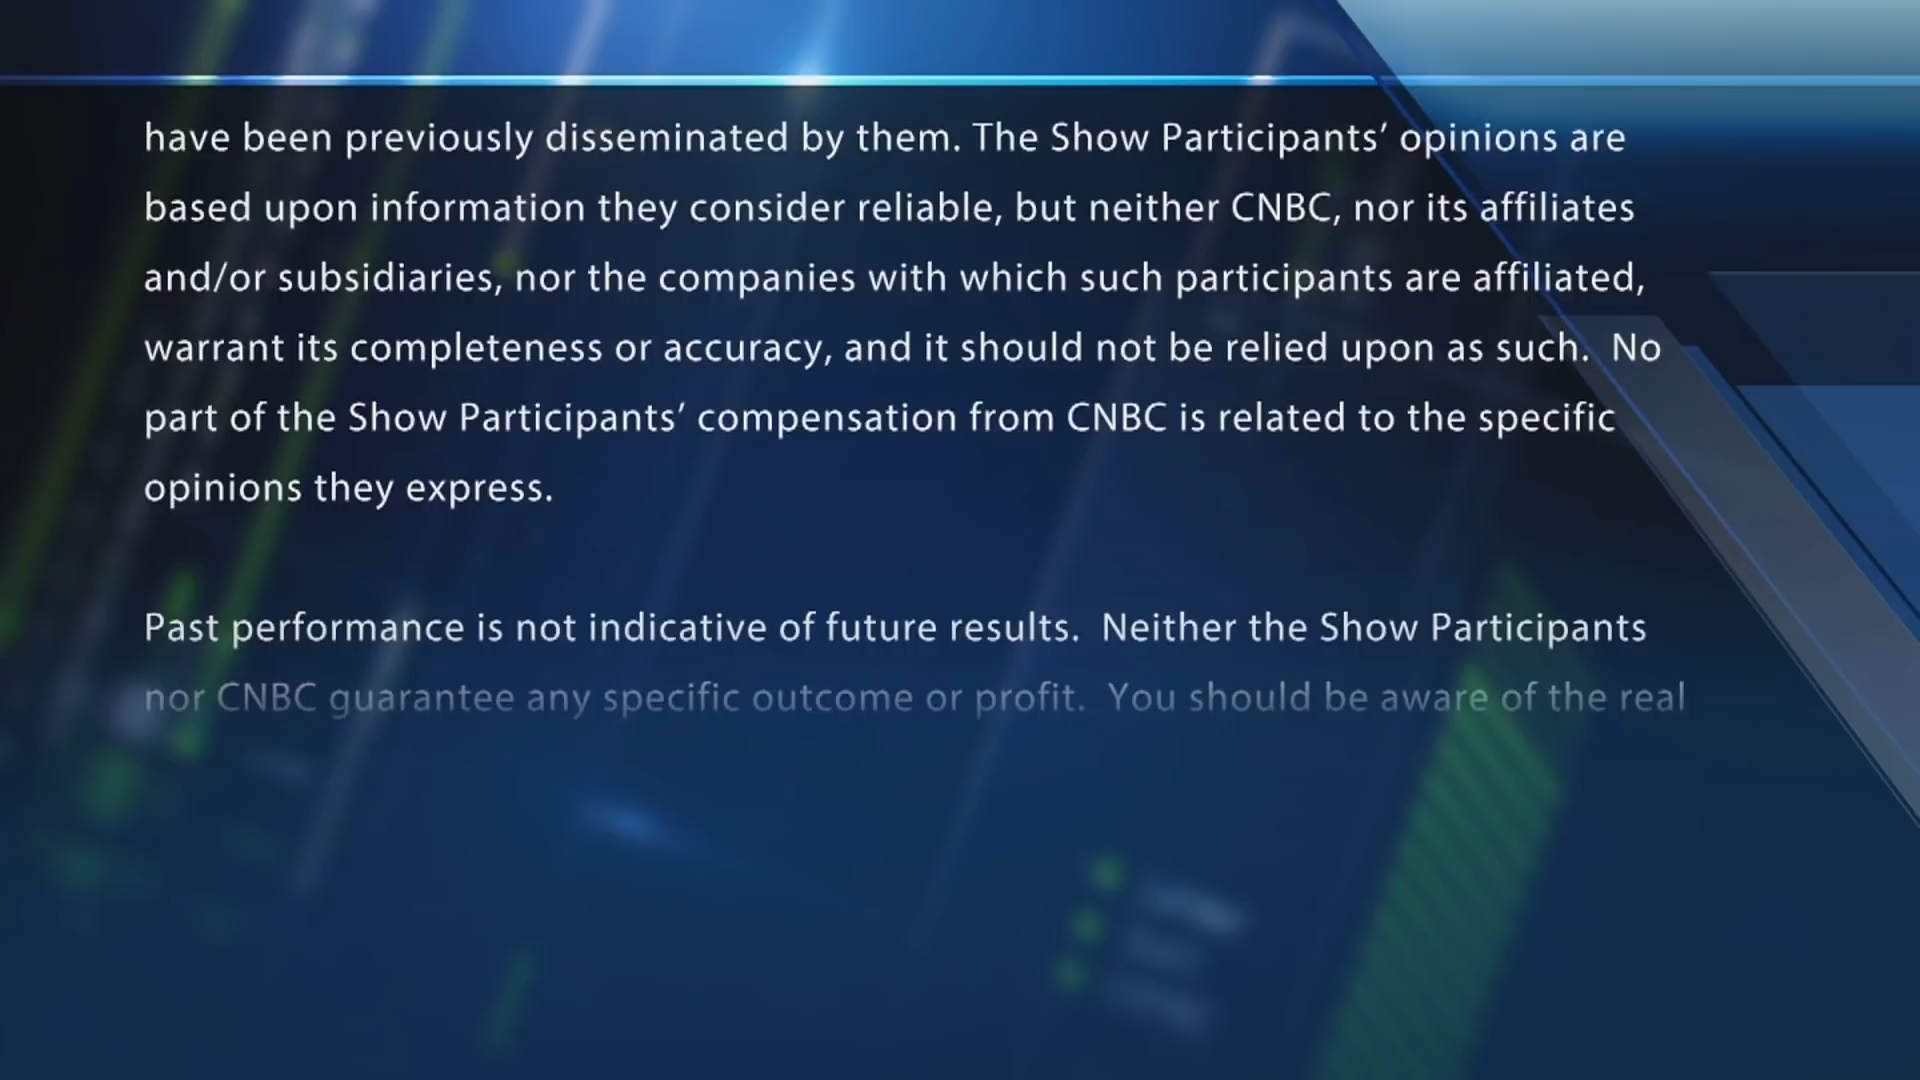 have been previously disseminated by them. The Show Participants’ opinions are
based upon information they consider reliable, but neither CNBC, nor its affiliates
and/or subsidiaries, nor the companies with which such participants are affiliated,
warrant its completeness or accuracy, and it should not be relied upon as such.  No
part of the Show Participants’ compensation from CNBC is related to the specific
opinions they express.
Past performance is not indicative of future results.  Neither the Show Participants
nor CNBC guarantee any specific outcome or profit.  You should be aware of the real